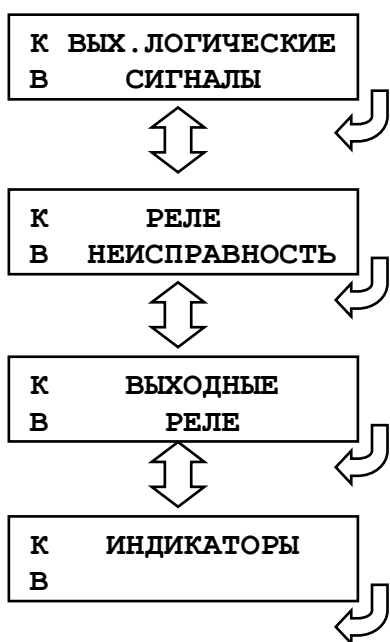 К ВЫХ.ЛОГИЧЕСКИЕ
В СИГНАЛЫ
К РЕЛЕ
В НЕИСПРАВНОСТЬ
К ВЫХОДНЫЕ
В РЕЛЕ
К ИНДИКАТОРЫ
В